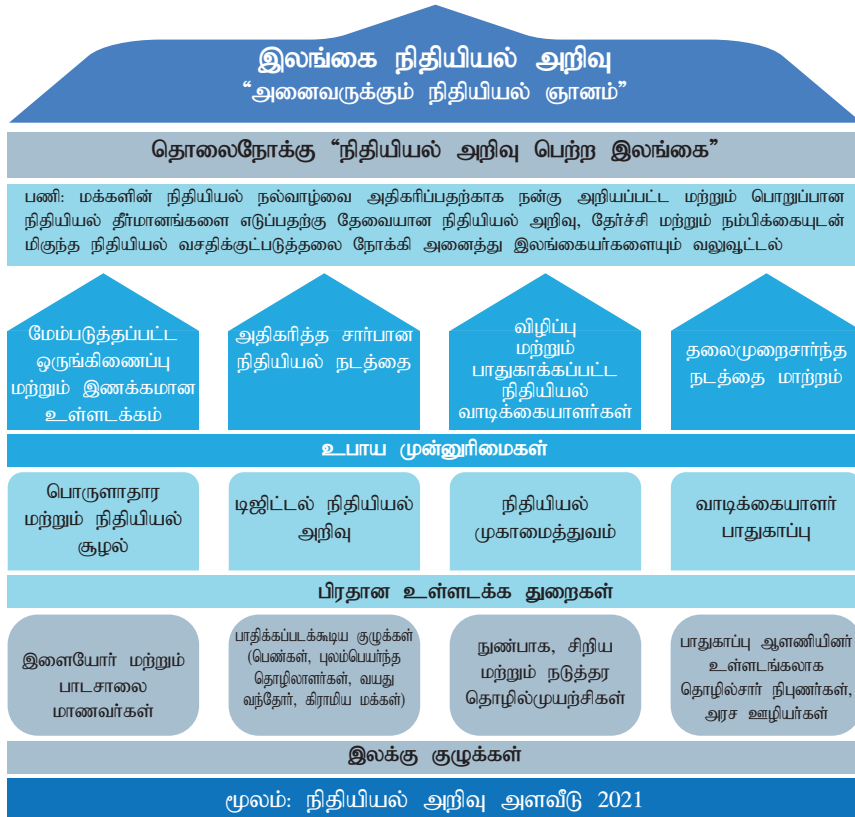 இலங்கை நிதியியல் அறிவு
“அனைவருக்கும் நிதியியல் ஞானம்”
தொலைநோக்கு “நிதியியல் அறிவு பெற்ற இலங்கை”
பணி: மக்களின் நிதியியல் நல்வாழ்வை அதிகரிப்பதற்காக நன்கு அறியப்பட்ட மற்றும் பொறுப்பான
நிதியியல் தீர்மானங்களை எடுப்பதற்கு தேவையான நிதியியல் அறிவு, தேர்ச்சி மற்றும் நம்பிக்கையுடன்
மிகுந்த நிதியியல் வசதிக்குட்படுத்தலை நோக்கி அனைத்து இலங்கையர்களையும் வலுவூட்டல்
மேம்படுத்தப்பட்ட
ஒருங்கிணைப்பு
மற்றும் இணக்கமான
உள்ளடக்கம்
அதிகரித்த சார்பான
நிதியியல் நடத்தை
விழிப்பு
மற்றும்
பாதுகாக்கப்பட்ட
நிதியியல்
வாடிக்கையாளர்கள்
தலைமுறைசார்ந்த
நடத்தை மாற்றம்
உபாய முன்னுரிமைகள்
பொருளாதார
மற்றும் நிதியியல்
சூழல்
டிஜிட்டல் நிதியியல்
அறிவு
நிதியியல்
முகாமைத்துவம்
வாடிக்கையாளர்
பாதுகாப்பு
பிரதான உள்ளடக்க துறைகள்
இளையோர் மற்றும்
பாடசாலை
மாணவர்கள்
பாதிக்கப்படக்கூடிய குழுக்கள்
(பெண்கள், புலம்பெயர்ந்த
தொழிலாளர்கள், வயது
வந்தோர், கிராமிய மக்கள்)
நுண்பாக, சிறிய
மற்றும் நடுத்தர
தொழில்முயற்சிகள்
பாதுகாப்பு ஆளணியினர்
உள்ளடங்கலாக
தொழில்சார் நிபுணர்கள்,
அரச ஊழியர்கள்
இலக்கு குழுக்கள்
மூலம்: நிதியியல் அறிவு அளவீடு 2021